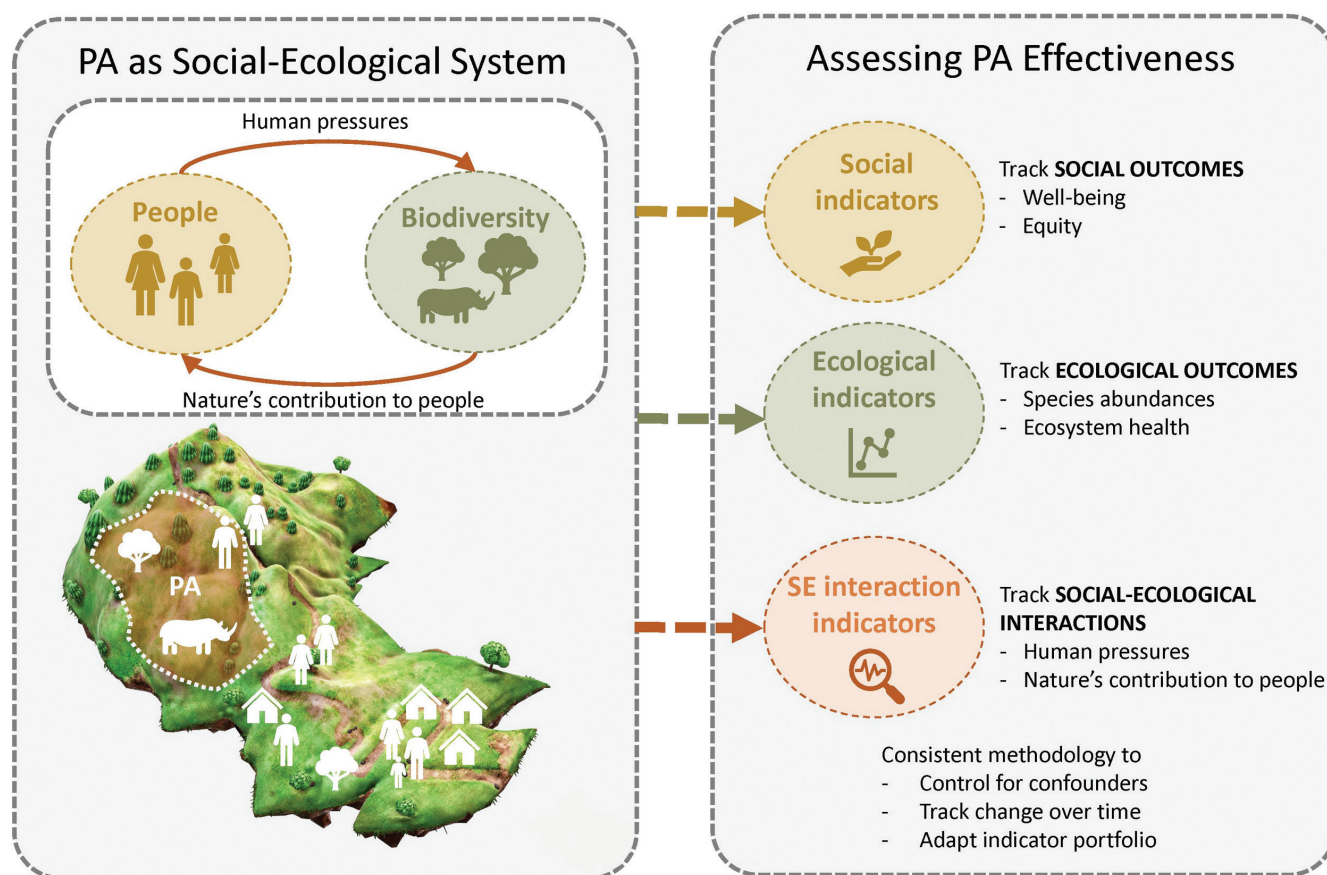 PA as Social-Ecological System
Human pressures
People
Biodiversity
Nature's contribution to people
PA
Assessing PA Effectiveness
Social
indicators
Track SOCIAL OUTCOMES
- Well-being
- Equity
Ecological
indicators
Track ECOLOGICAL OUTCOMES
- Species abundances
- Ecosystem health
SE interaction
indicators
Track SOCIAL-ECOLOGICAL
INTERACTIONS
- Human pressures
- Nature's contribution to people
Consistent methodology to
- Control for confounders
- Track change over time
- Adapt indicator portfolio